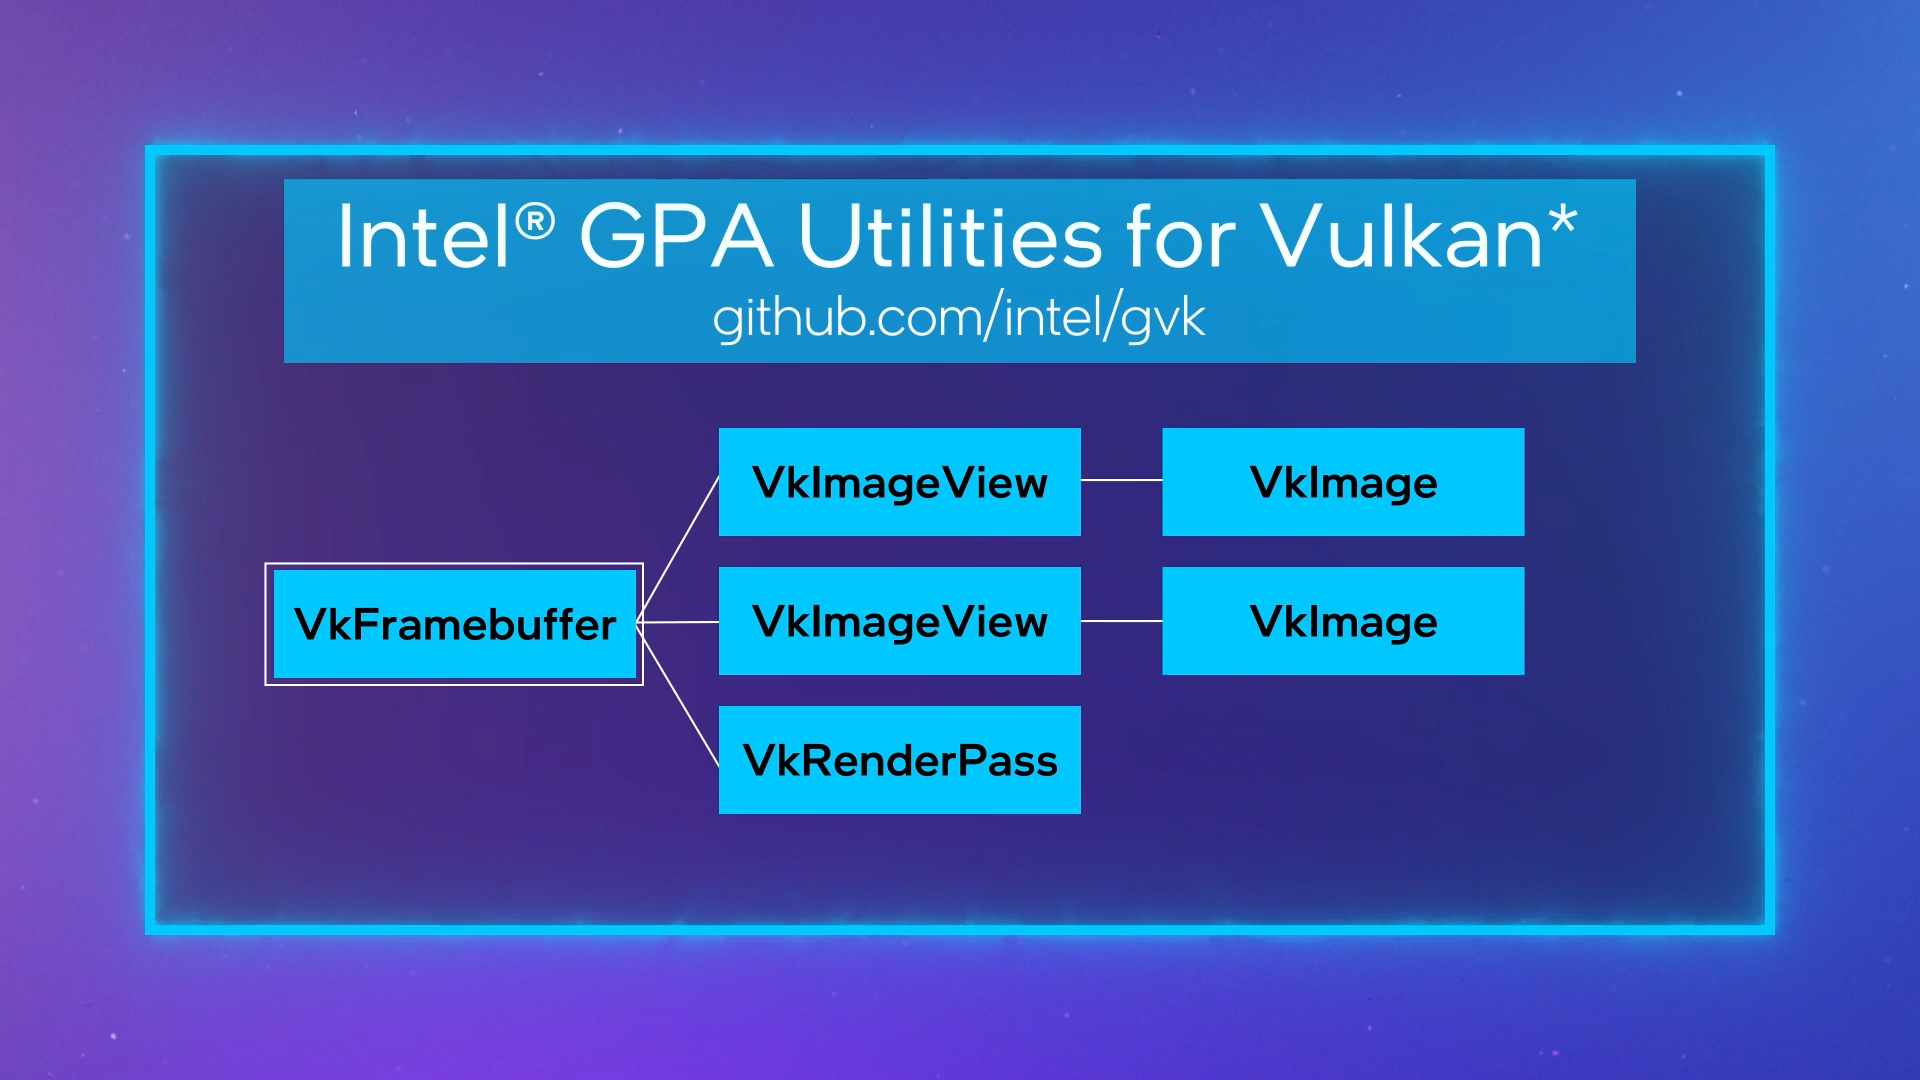 Intel® GPA Utilities for Vulkan*
github.com/intel/gvk
VkImageView
VkImage
VkFramebuffer
VkImageView
VkImage
VkRenderPass